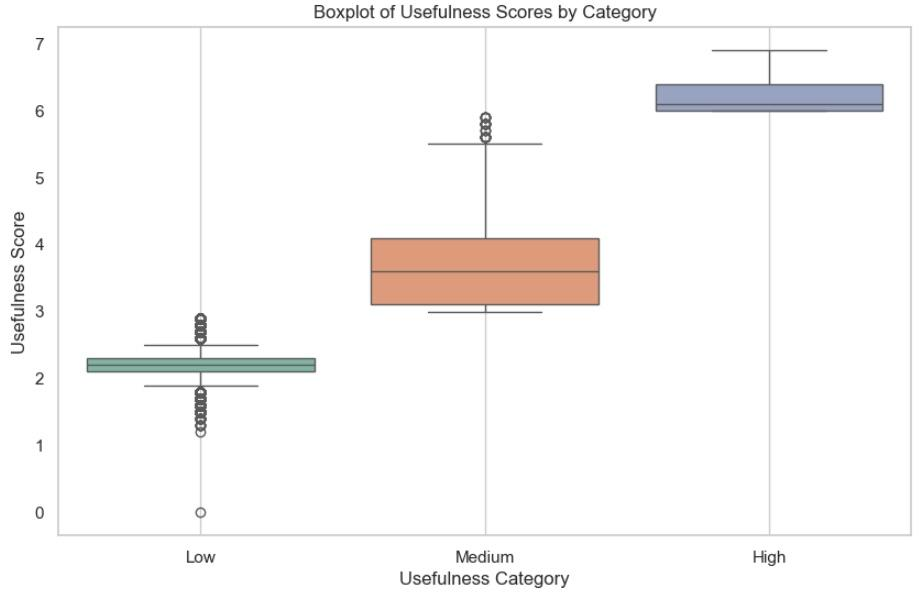 Boxplot of Usefulness Scores by Category
Usefulness Score
7
6
5
4
3
2
1
0
Low Medium High
Usefulness Category